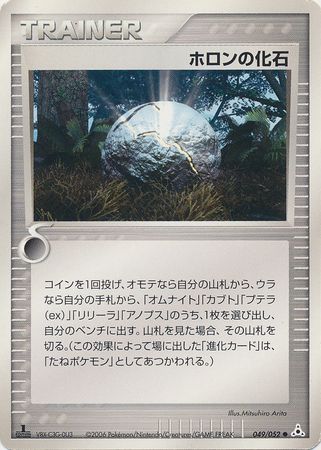 TRAINER
ホロンの化石
コインを1回投げ、オモテなら自分の山札から、ウラ
なら自分の手札から、「オムナイト」「カブト」「プテラ
(ex)」「リリーラ」「アノプス」のうち、1枚を選び出し、
自分のベンチに出す。山札を見た場合、その山札を
切る。（この効果によって場に出した「進化カード」は、
「たねポケモン」としてあつかわれる。）
Illus.Mitsuhiro Arita
1 EDITION VBX-C3G-0U3 ©2006 Pokémon/Nintendo/Creatures/GAME FREAK 049/052 ●